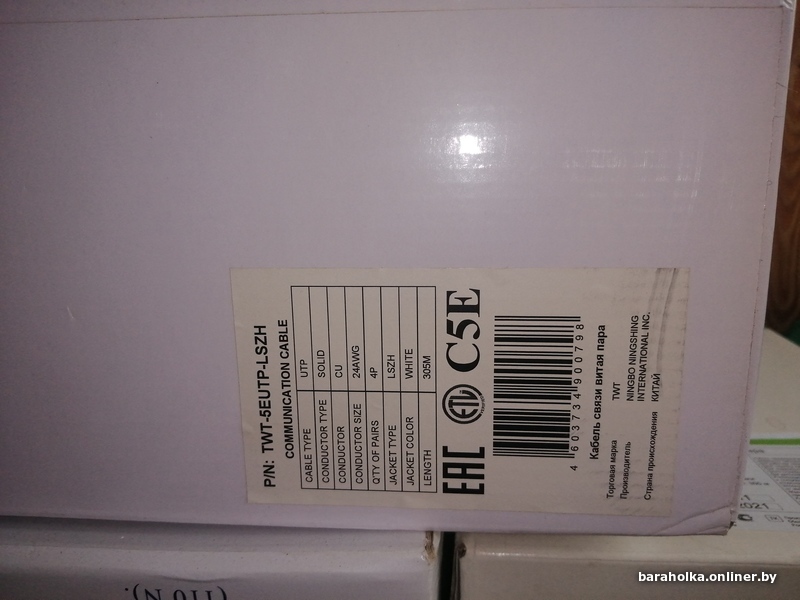 P/N: TWT-5EUTP-LSZH
COMMUNICATION CABLE
CABLE TYPE UTP
CONDUCTOR TYPE SOLID
CONDUCTOR CU
CONDUCTOR SIZE 24AWG
Q'TY OF PAIRS 4P
JACKET TYPE LSZH
JACKET COLOR WHITE
LENGTH 305M
EAC ETL C5E
4 603734 900798
Кабель связи витая пара
Торговая марка TWT
Производитель NINGBO NINGSHING
INTERNATIONAL INC.
Страна происхождения КИТАЙ
(110 N).
baraholka.onliner.by